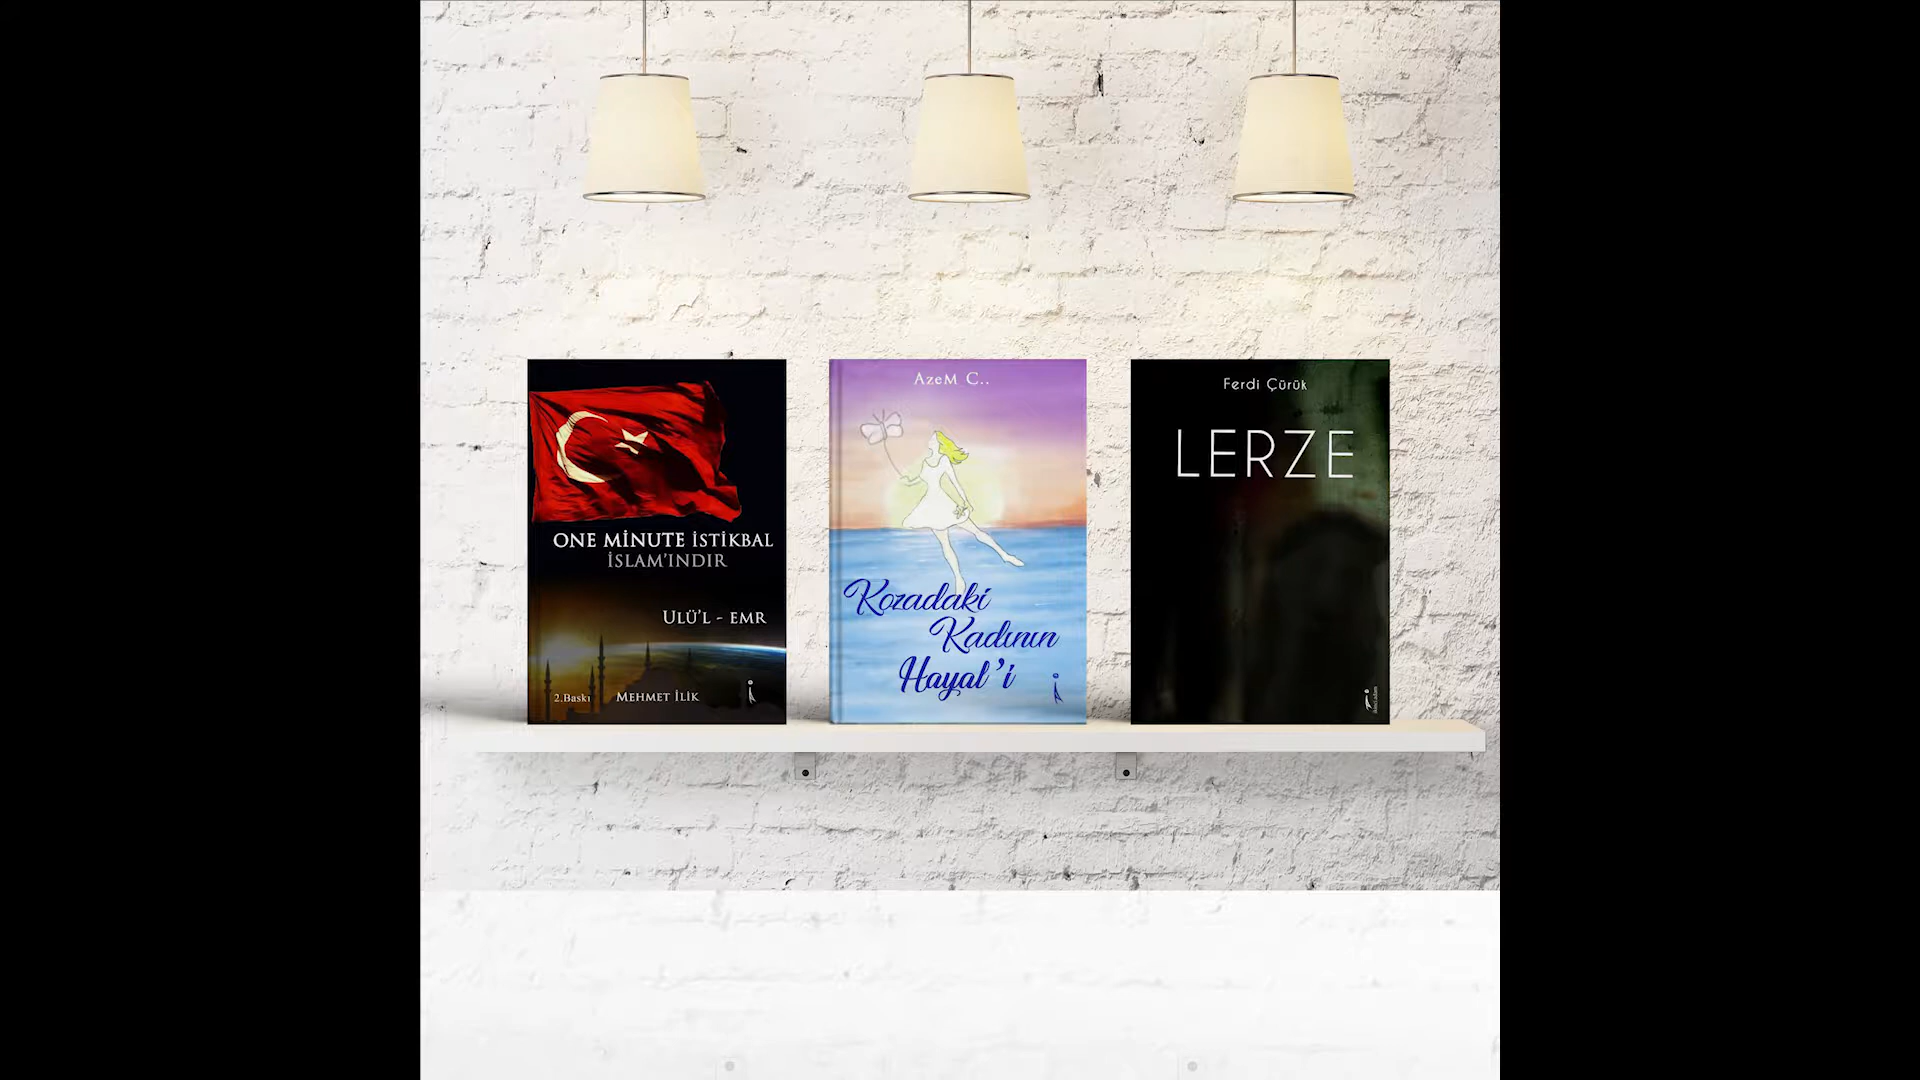 ONE MİNUTE İSTİKBAL
İSLAM'INDIR
ULÜ'L - EMR
2.Baskı
MEHMET İLİK
AzeM C..
Kozadaki
Kadının
Hayal'i
Ferdi Çürük
LERZE